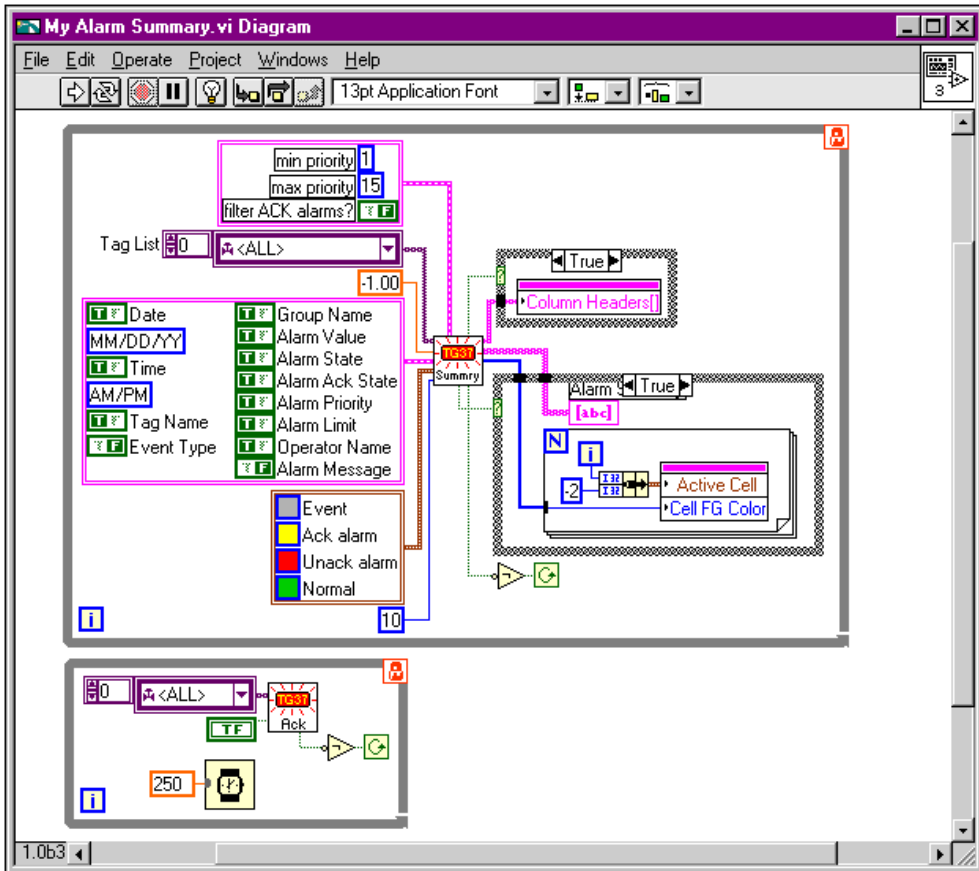 My Alarm Summary.vi Diagram
File Edit Operate Project Windows Help
13pt Application Font
3
min priority 1
max priority 15
filter ACK alarms? F
Tag List 0 <ALL>
True
-1.00
Column Headers[]
T Date
MM/DD/YY
T Time
AM/PM
T Tag Name
F Event Type
T Group Name
T Alarm Value
T Alarm State
T Alarm Ack State
T Alarm Priority
T Alarm Limit
T Operator Name
F Alarm Message
TG37
Summry
Alarm S
True
[abc]
N
i
-2
I32
I32
Active Cell
Cell FG Color
Event
Ack alarm
Unack alarm
Normal
i
10
0 <ALL>
TG37
Ack
TF
250
i
1.0b3